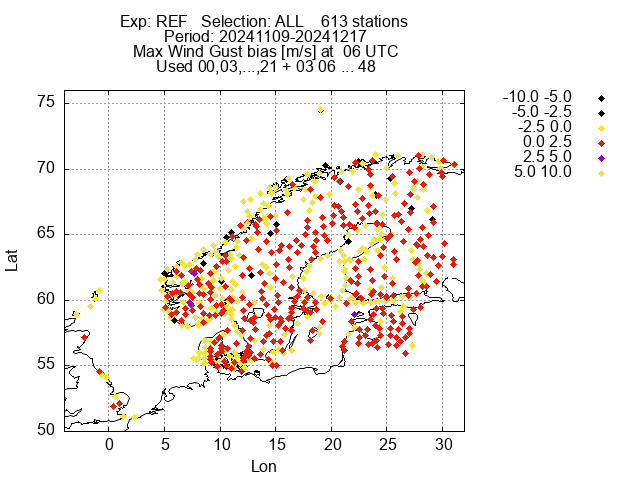 Exp: REF   Selection: ALL    613 stations
Period: 20241109-20241217
Max Wind Gust bias [m/s] at  06 UTC
Used 00,03,...,21 + 03 06 ... 48
-10.0 -5.0
-5.0 -2.5
-2.5 0.0
0.0 2.5
2.5 5.0
5.0 10.0
75
70
65
60
55
50
Lat
0 5 10 15 20 25 30
Lon